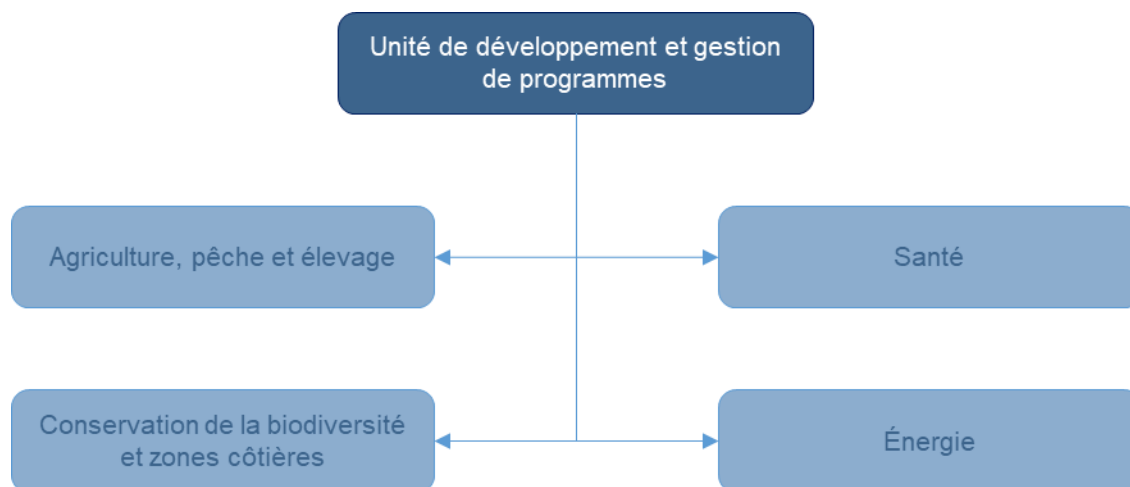 Unité de développement et gestion
de programmes
Agriculture, pêche et élevage
Santé
Conservation de la biodiversité
et zones côtières
Énergie